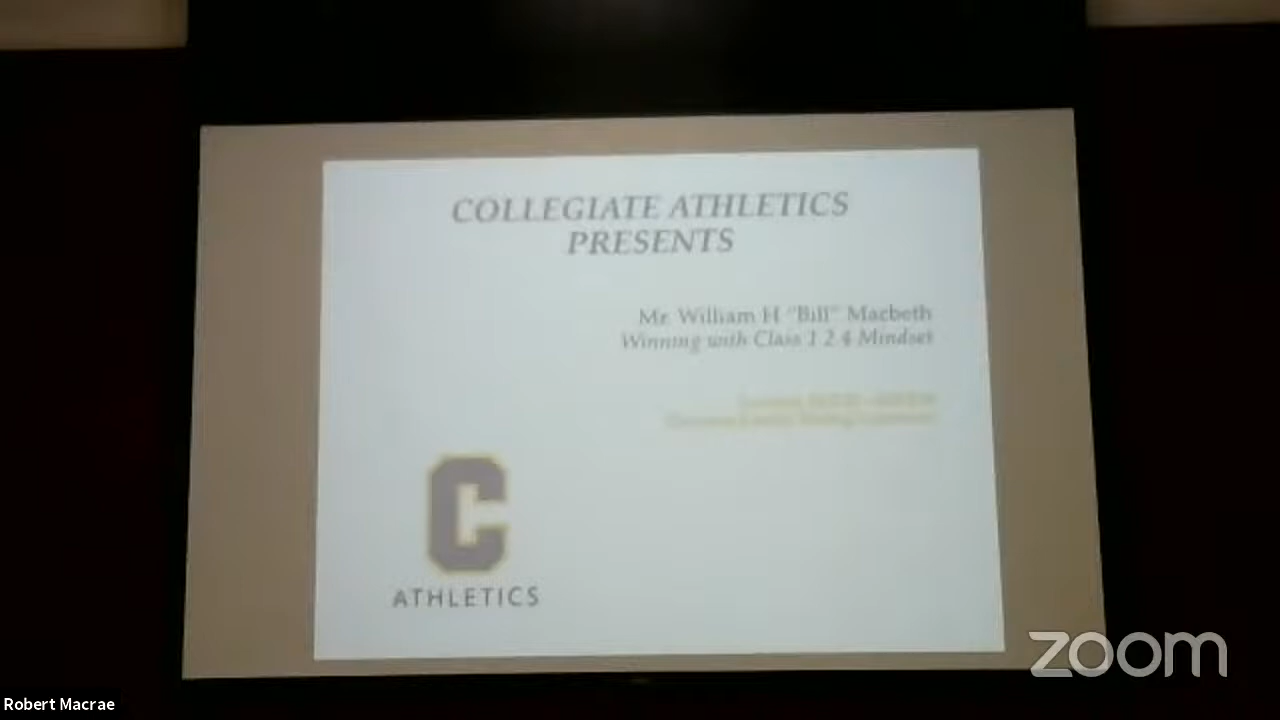 COLLEGIATE ATHLETICS
PRESENTS
Mr. William H "Bill" Macbeth
Winning with Class 1 2 4 Mindset
C
ATHLETICS
zoom
Robert Macrae